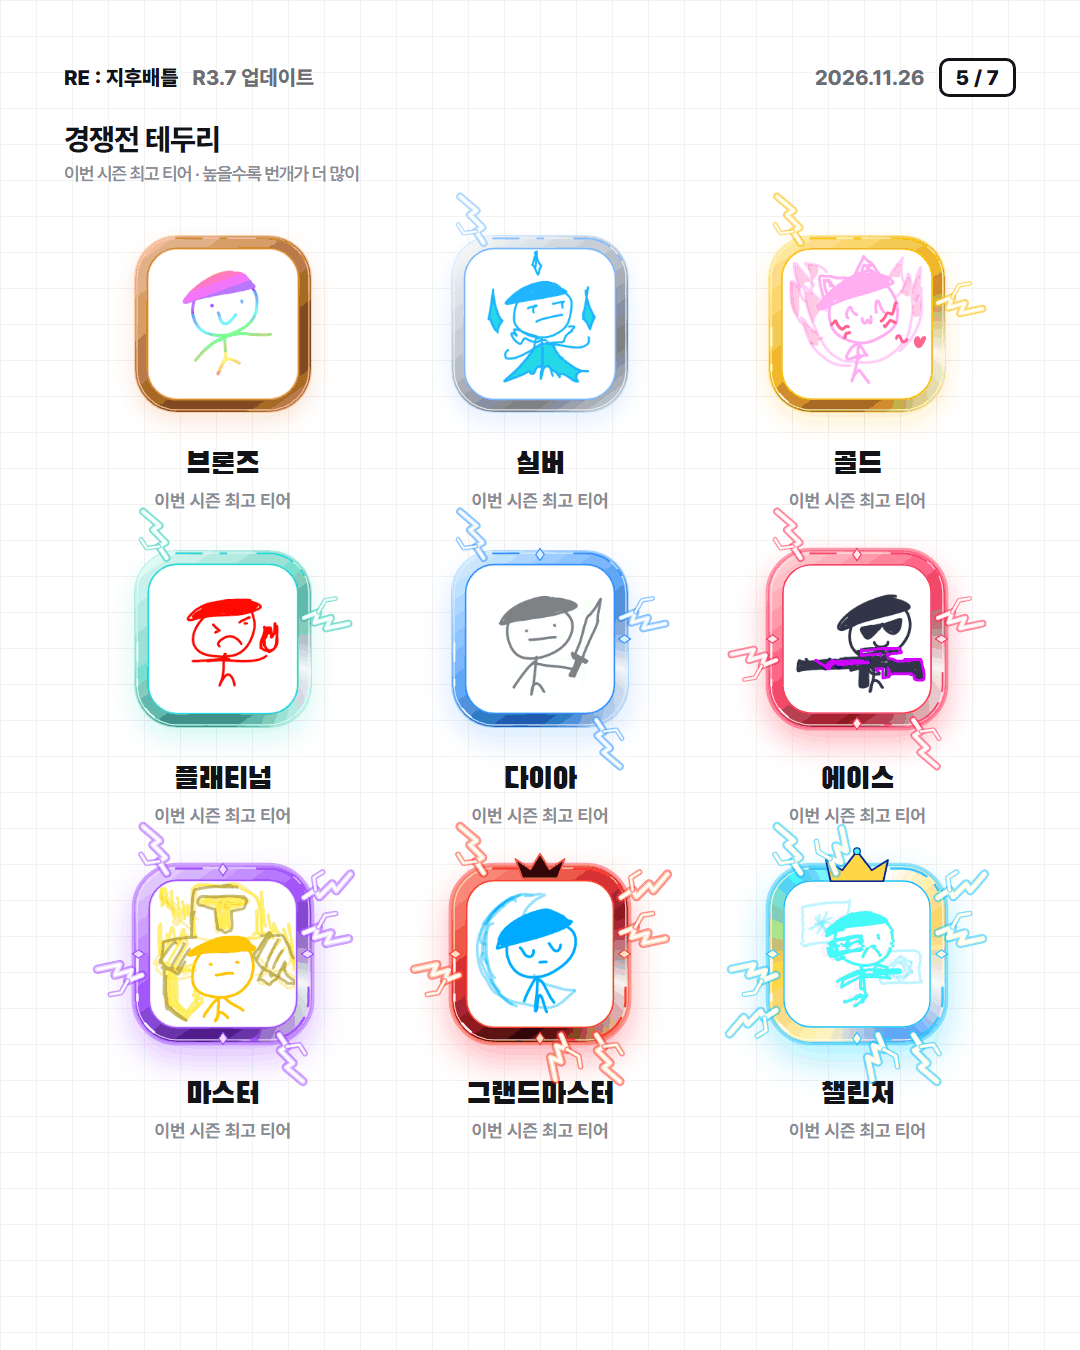 RE : 지후배틀 R3.7 업데이트
2026.11.26 5 / 7
경쟁전 테두리
이번 시즌 최고 티어 · 높을수록 번개가 더 많이
브론즈 실버 골드
이번 시즌 최고 티어 이번 시즌 최고 티어 이번 시즌 최고 티어
플래티넘 다이아 에이스
이번 시즌 최고 티어 이번 시즌 최고 티어 이번 시즌 최고 티어
마스터 그랜드마스터 챌린저
이번 시즌 최고 티어 이번 시즌 최고 티어 이번 시즌 최고 티어